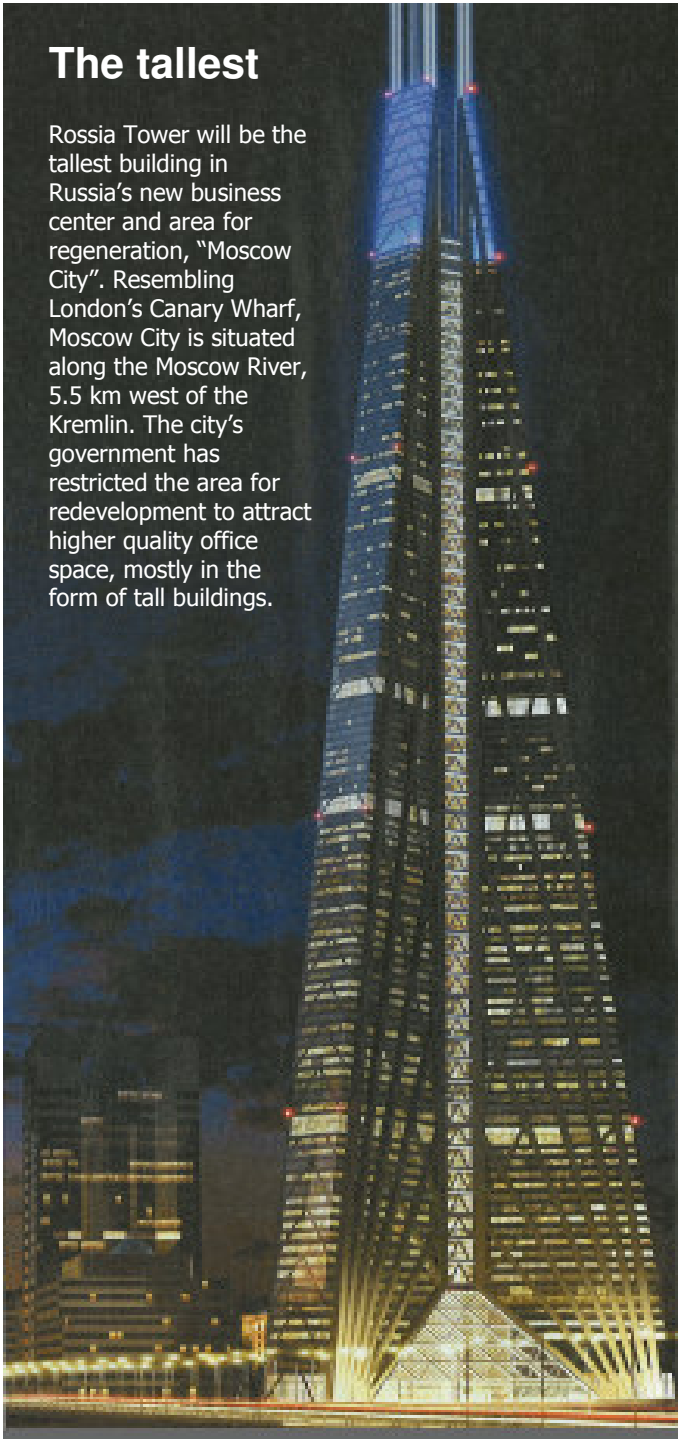 The tallest
Rossia Tower will be the
tallest building in
Russia’s new business
center and area for
regeneration, “Moscow
City”. Resembling
London’s Canary Wharf,
Moscow City is situated
along the Moscow River,
5.5 km west of the
Kremlin. The city’s
government has
restricted the area for
redevelopment to attract
higher quality office
space, mostly in the
form of tall buildings.